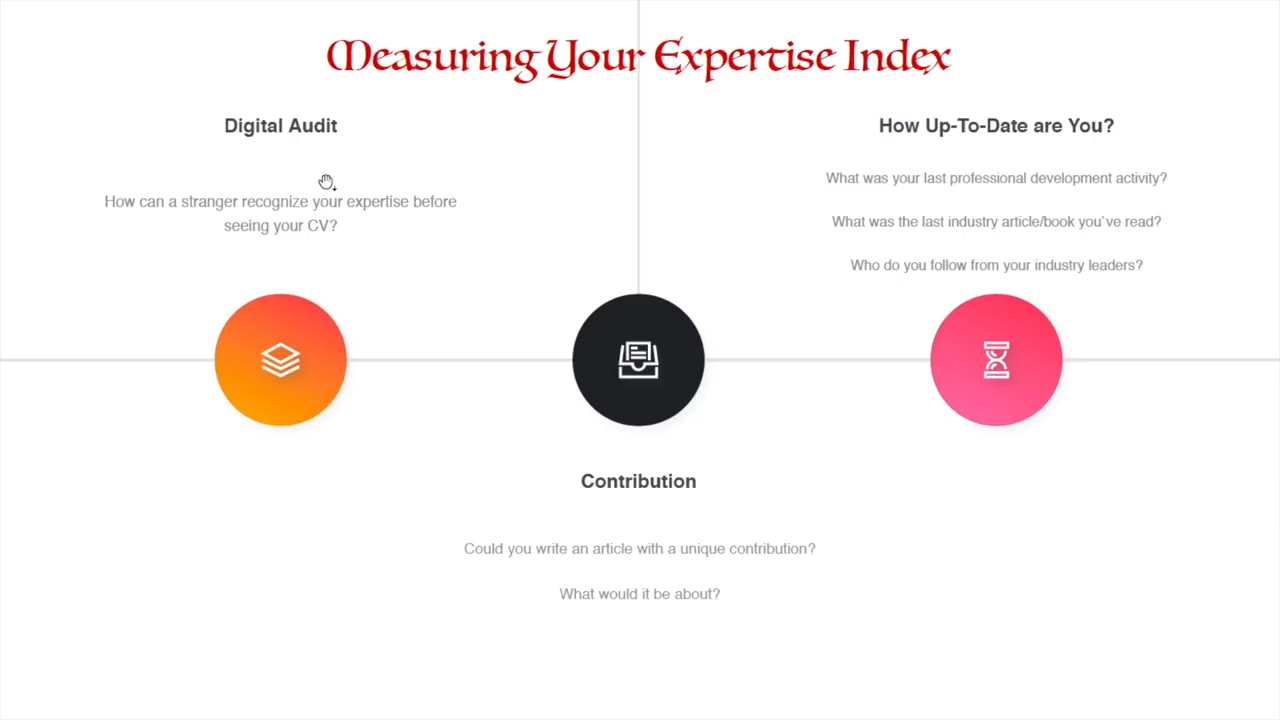 Measuring Your Expertise Index
Digital Audit
How can a stranger recognize your expertise before
seeing your CV?
How Up-To-Date are You?
What was your last professional development activity?
What was the last industry article/book you`ve read?
Who do you follow from your industry leaders?
Contribution
Could you write an article with a unique contribution?
What would it be about?